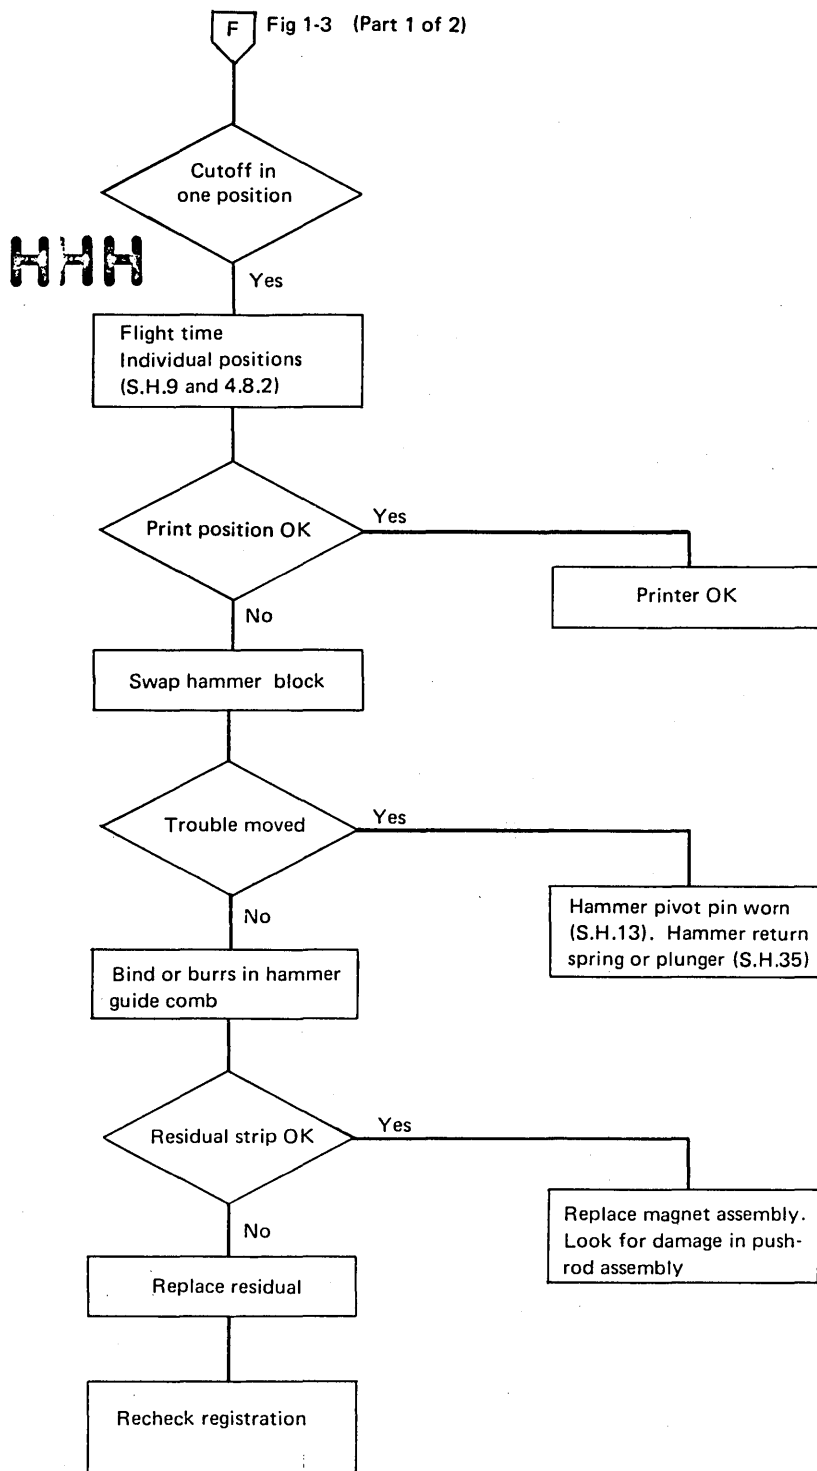 F Fig 1-3 (Part 1 of 2)
Cutoff in
one position
HHH
Yes
Flight time
Individual positions
(S.H.9 and 4.8.2)
Print position OK
Yes
Printer OK
No
Swap hammer block
Trouble moved
Yes
Hammer pivot pin worn
(S.H.13). Hammer return
spring or plunger (S.H.35)
No
Bind or burrs in hammer
guide comb
Residual strip OK
Yes
Replace magnet assembly.
Look for damage in push-
rod assembly
No
Replace residual
Recheck registration